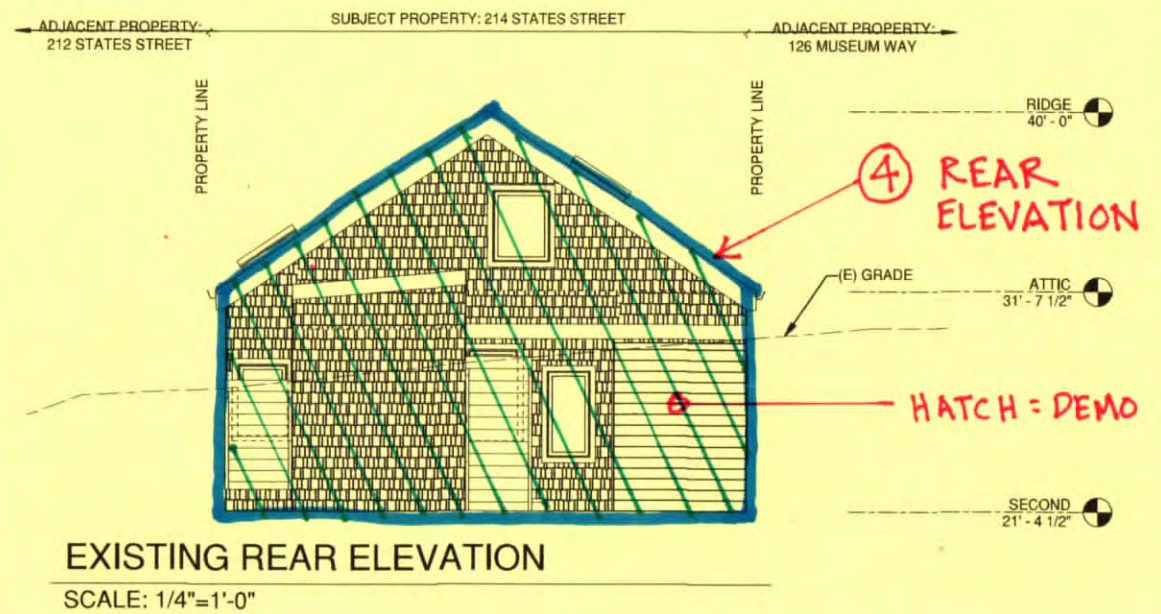 SUBJECT PROPERTY: 214 STATES STREET
ADJACENT PROPERTY:
212 STATES STREET
ADJACENT PROPERTY:
126 MUSEUM WAY
PROPERTY LINE
PROPERTY LINE
RIDGE
40' - 0"
4 REAR
ELEVATION
(E) GRADE
ATTIC
31' - 7 1/2"
HATCH = DEMO
SECOND
21' - 4 1/2"
EXISTING REAR ELEVATION
SCALE: 1/4"=1'-0"